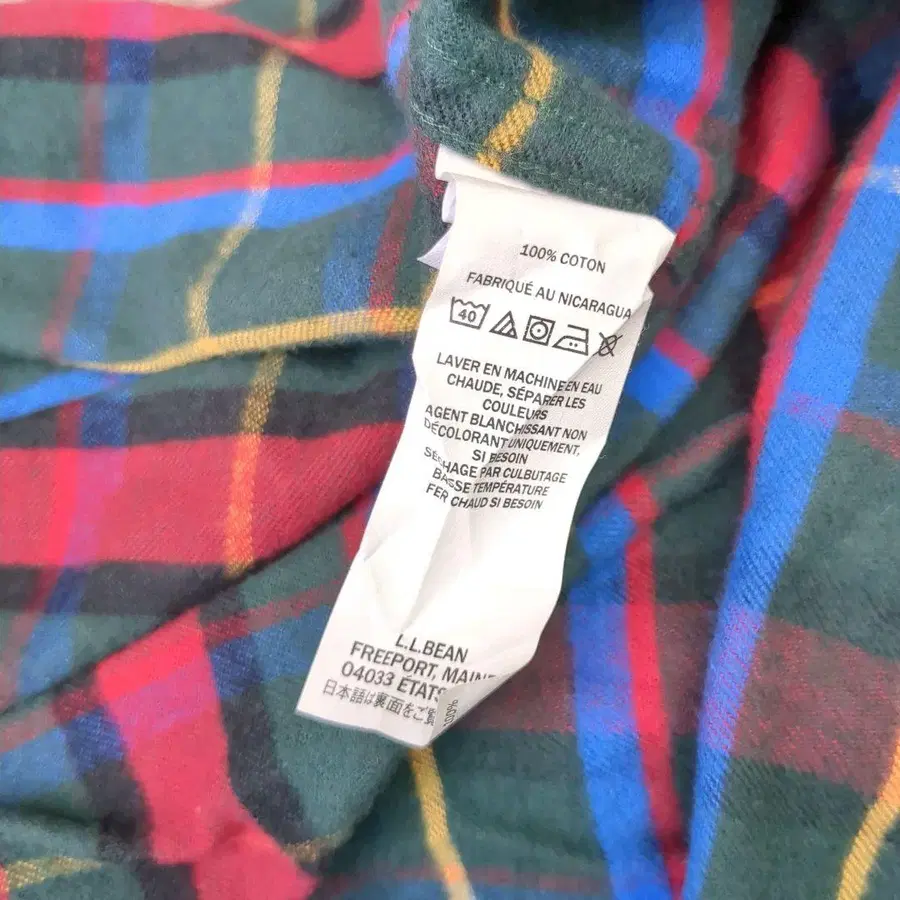 100% COTON
FABRIQUÉ AU NICARAGUA
40
LAVER EN MACHINE EN EAU
CHAUDE, SÉPARER LES
COULEURS
AGENT BLANCHISSANT NON
DÉCOLORANT UNIQUEMENT,
SI BESOIN
SÉCHAGE PAR CULBUTAGE
BASSE TEMPÉRATURE
FER CHAUD SI BESOIN
L.L.BEAN
FREEPORT, MAINE
04033 ÉTATS
日本語は裏面をご
100%